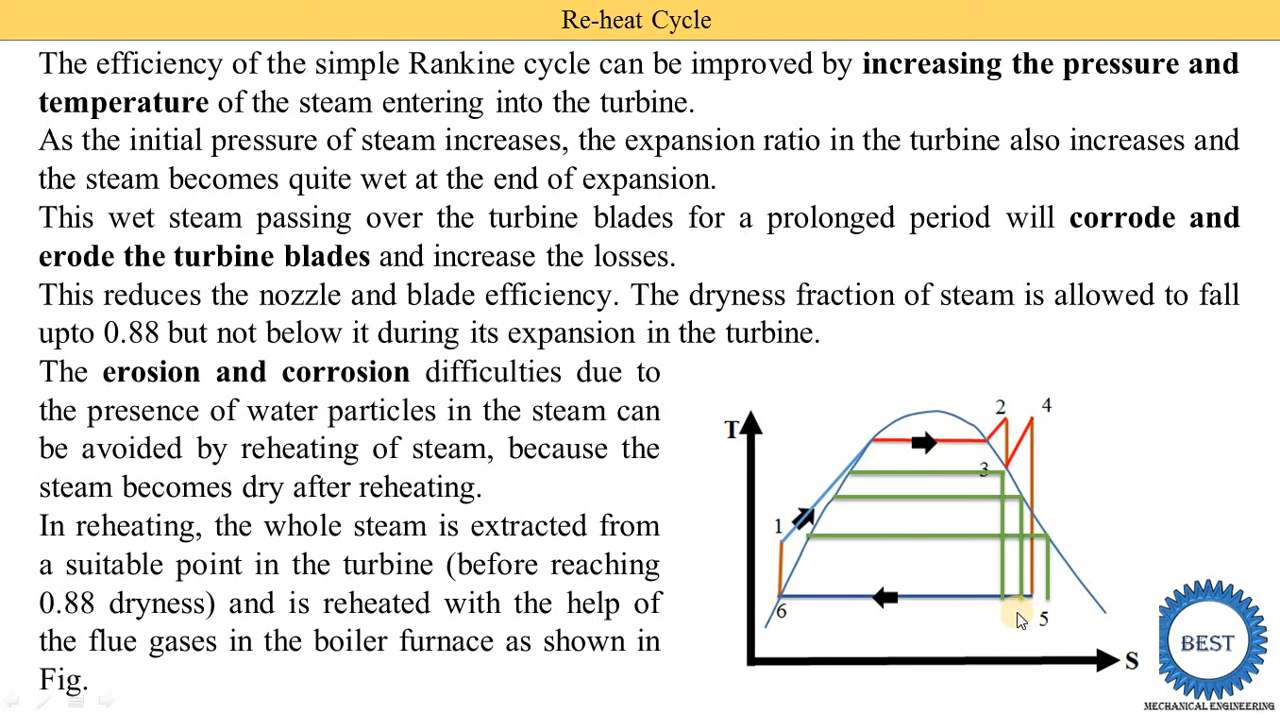 Re-heat Cycle
The efficiency of the simple Rankine cycle can be improved by increasing the pressure and
temperature of the steam entering into the turbine.
As the initial pressure of steam increases, the expansion ratio in the turbine also increases and
the steam becomes quite wet at the end of expansion.
This wet steam passing over the turbine blades for a prolonged period will corrode and
erode the turbine blades and increase the losses.
This reduces the nozzle and blade efficiency. The dryness fraction of steam is allowed to fall
upto 0.88 but not below it during its expansion in the turbine.
The erosion and corrosion difficulties due to
the presence of water particles in the steam can
be avoided by reheating of steam, because the
steam becomes dry after reheating.
In reheating, the whole steam is extracted from
a suitable point in the turbine (before reaching
0.88 dryness) and is reheated with the help of
the flue gases in the boiler furnace as shown in
Fig.
T
2
4
3
1
6
5
S
BEST
MECHANICAL ENGINEERING